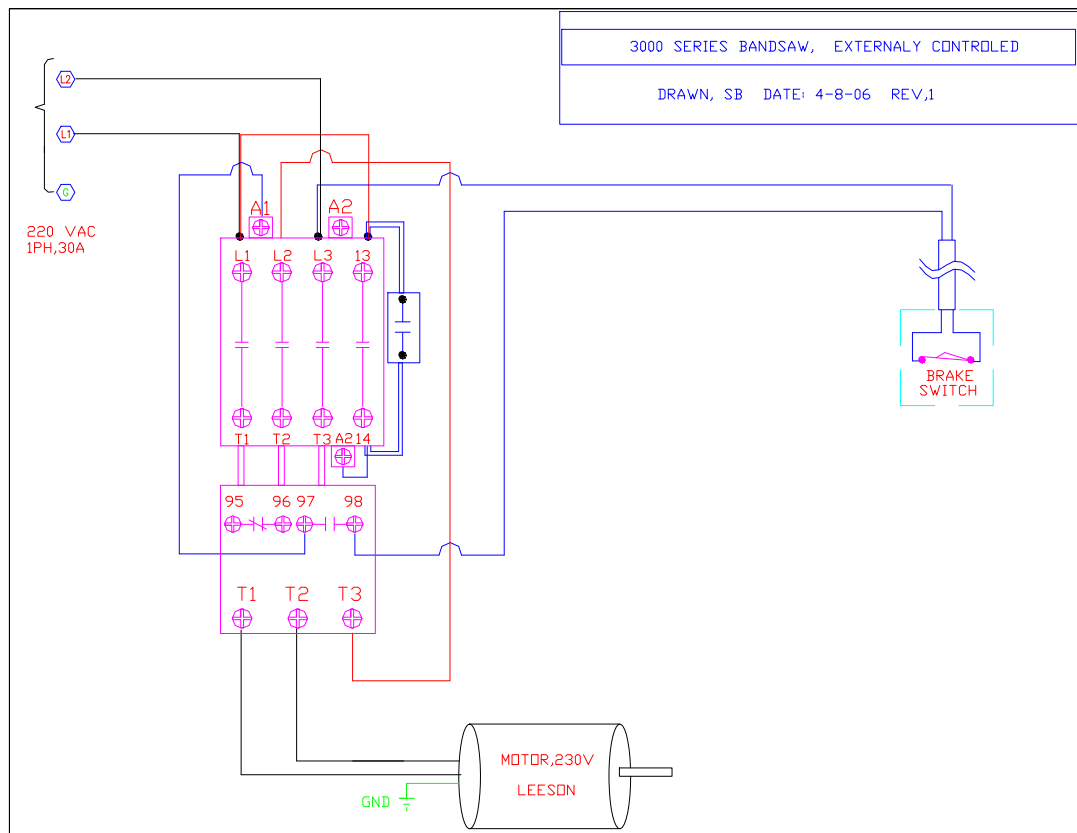 3000 SERIES BANDSAW, EXTERNALY CONTROLED
DRAWN, SB DATE: 4-8-06 REV,1
L2
L1
G
220 VAC
1PH,30A
A1 A2
L1 L2 L3 13
T1 T2 T3 A2 14
95 96 97 98
T1 T2 T3
BRAKE
SWITCH
MOTOR,230V
LEESON
GND